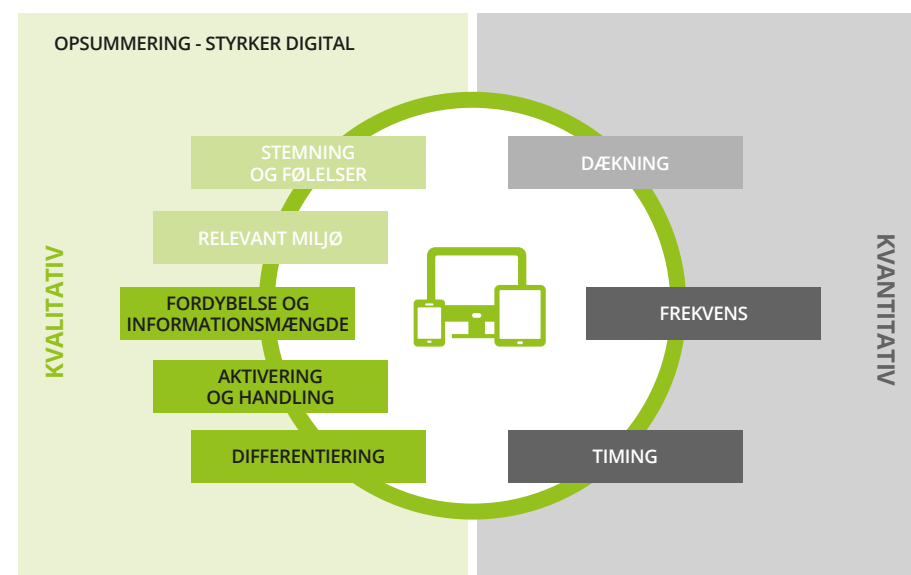 OPSUMMERING - STYRKER DIGITAL
KVALITATIV
STEMNING
OG FØLELSER
RELEVANT MILJØ
FORDYBELSE OG
INFORMATIONSMÆNGDE
AKTIVERING
OG HANDLING
DIFFERENTIERING
DÆKNING
FREKVENS
TIMING
KVANTITATIV